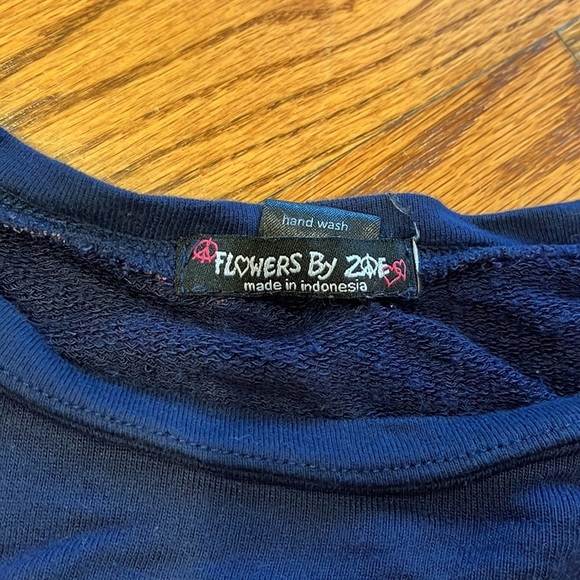 hand wash
FLOWERS BY ZOE
made in indonesia